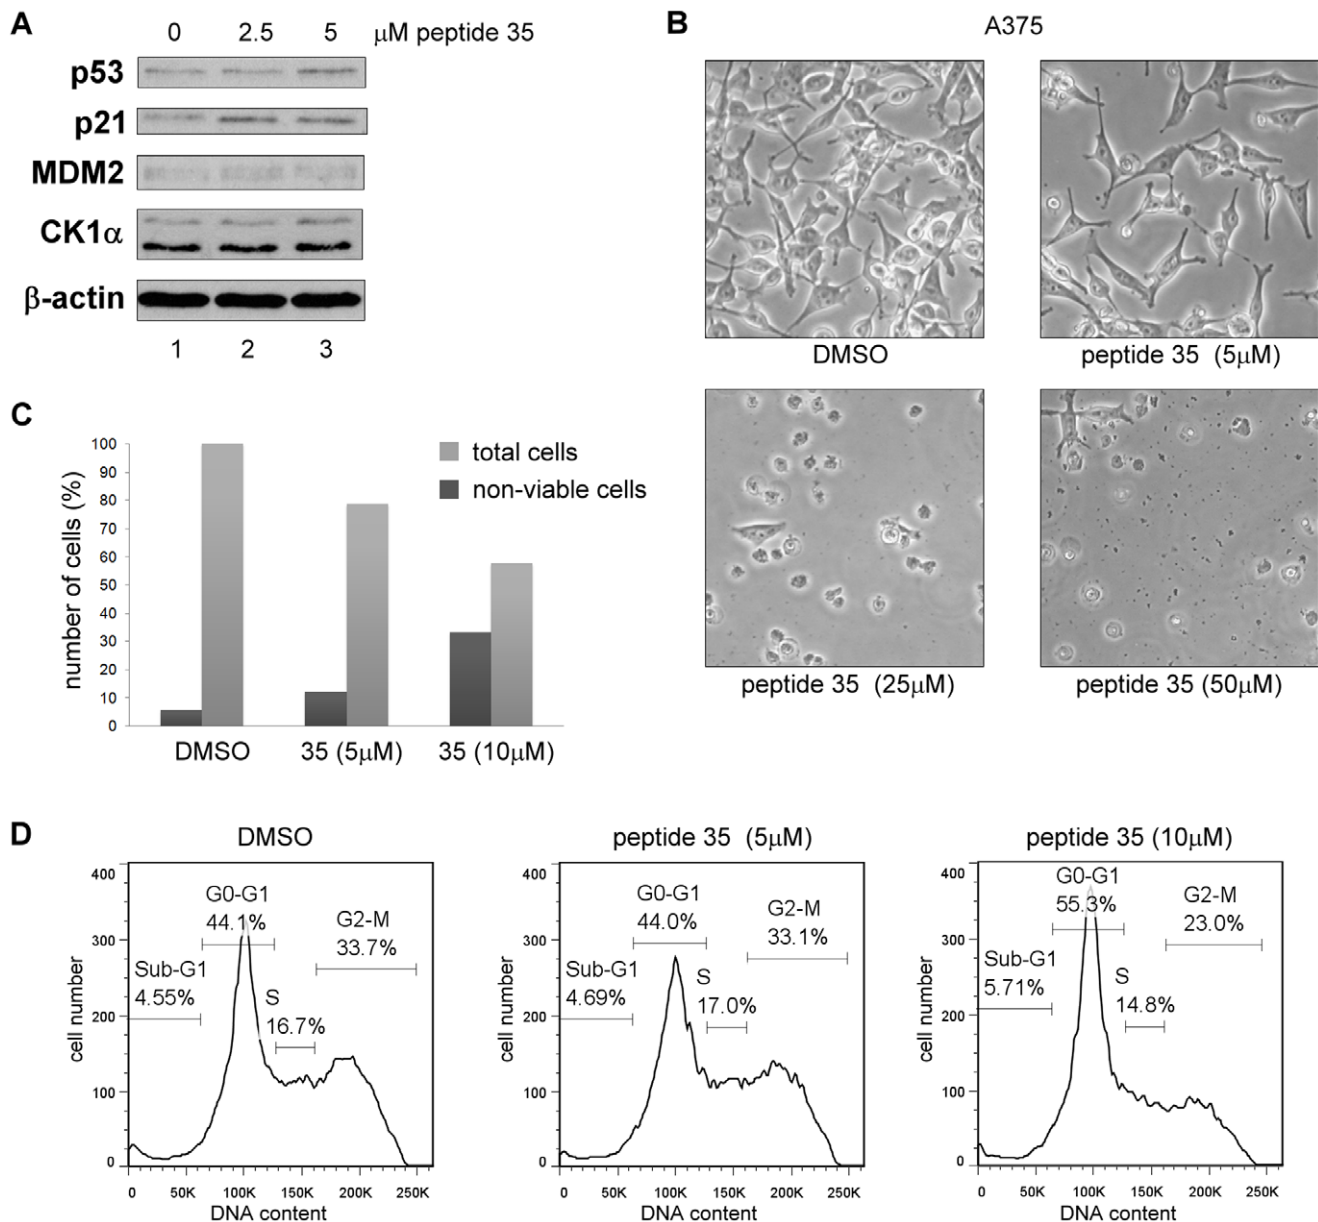 A
0 2.5 5 μM peptide 35
p53
p21
MDM2
CK1α
β-actin
1 2 3
B
A375
DMSO
peptide 35 (5μM)
peptide 35 (25μM)
peptide 35 (50μM)
C
number of cells (%)
100
90
80
70
60
50
40
30
20
10
0
total cells
non-viable cells
DMSO
35 (5μM)
35 (10μM)
D
DMSO
cell number
400
300
200
100
0
G0-G1
44.1%
G2-M
33.7%
Sub-G1
4.55%
S
16.7%
0 50K 100K 150K 200K 250K
DNA content
peptide 35 (5μM)
cell number
400
300
200
100
0
G0-G1
44.0%
G2-M
33.1%
Sub-G1
4.69%
S
17.0%
0 50K 100K 150K 200K 250K
DNA content
peptide 35 (10μM)
cell number
400
300
200
100
0
G0-G1
55.3%
G2-M
23.0%
Sub-G1
5.71%
S
14.8%
0 50K 100K 150K 200K 250K
DNA content